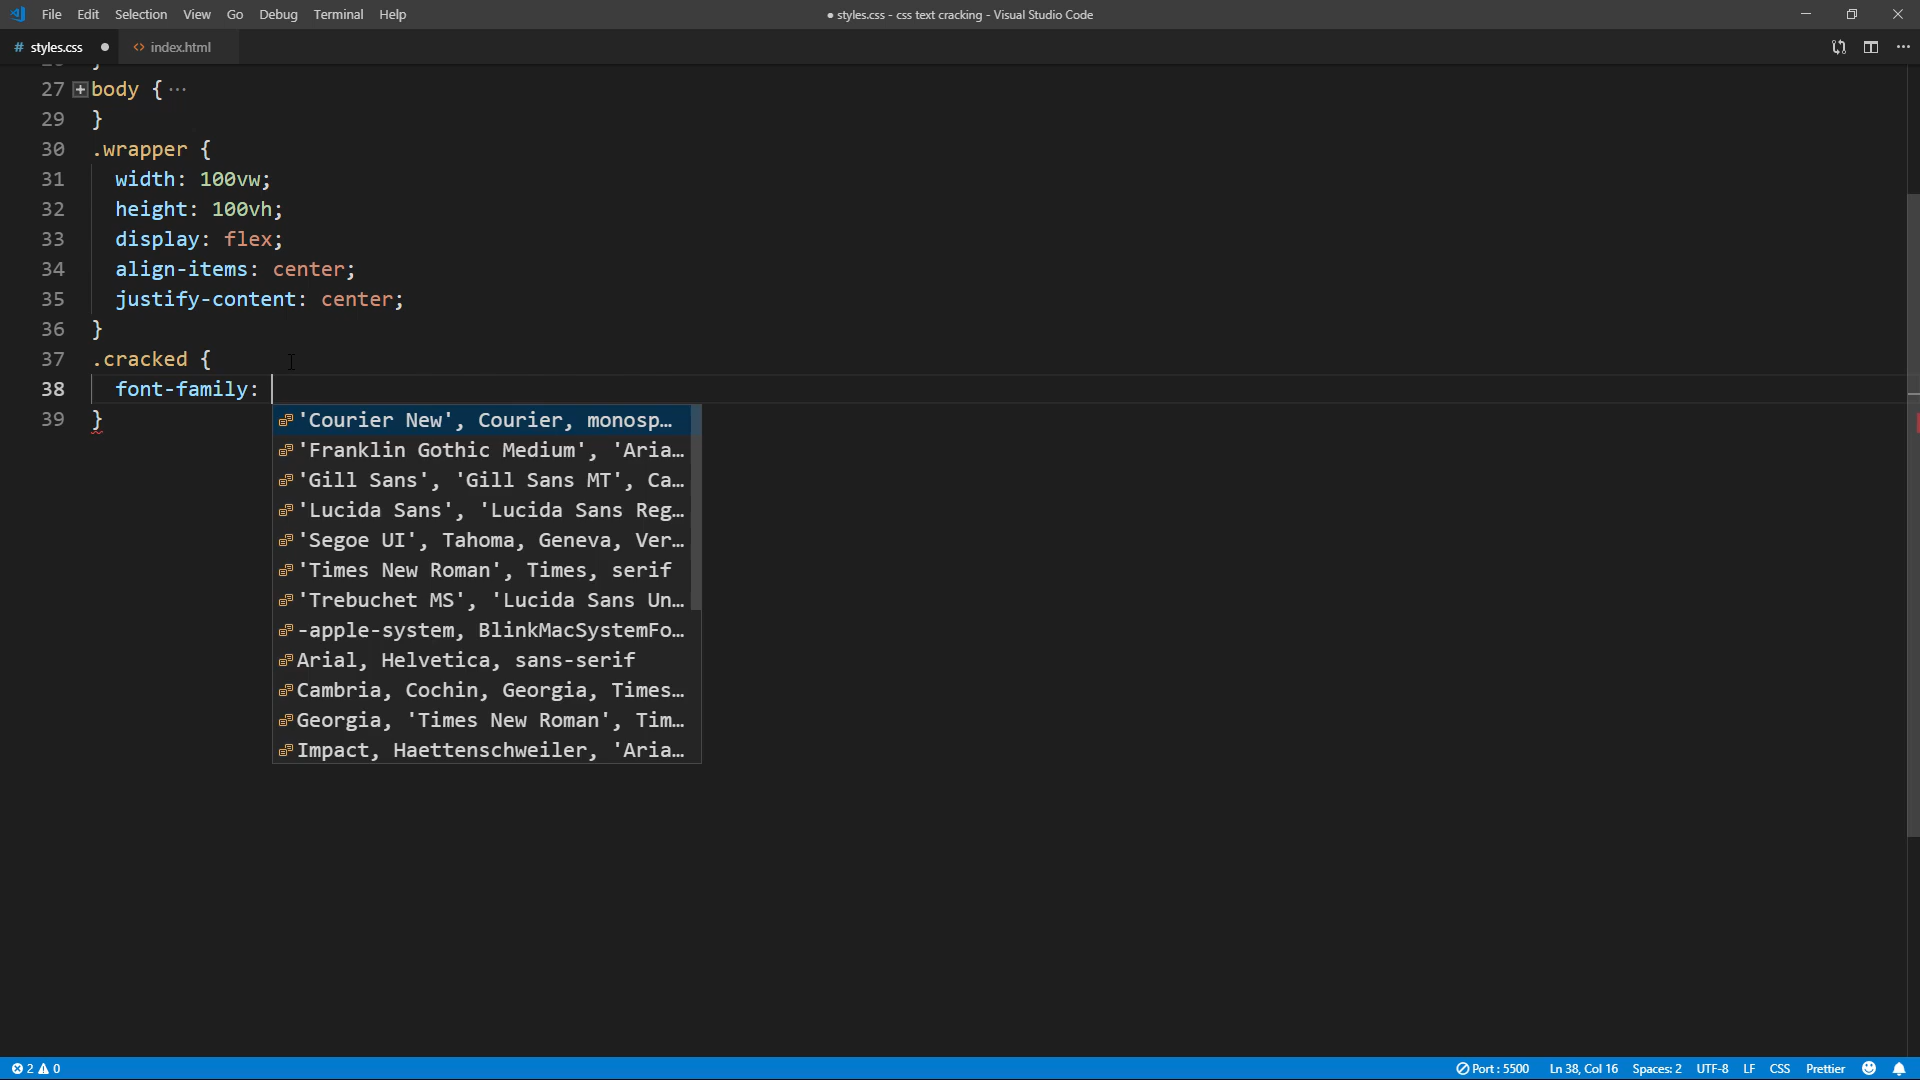 File Edit Selection View Go Debug Terminal Help ● styles.css - css text cracking - Visual Studio Code
# styles.css ● <> index.html
27 body { ···
29 }
30 .wrapper {
31 width: 100vw;
32 height: 100vh;
33 display: flex;
34 align-items: center;
35 justify-content: center;
36 }
37 .cracked {
38 font-family:
39 }
'Courier New', Courier, monosp…
'Franklin Gothic Medium', 'Aria…
'Gill Sans', 'Gill Sans MT', Ca…
'Lucida Sans', 'Lucida Sans Reg…
'Segoe UI', Tahoma, Geneva, Ver…
'Times New Roman', Times, serif
'Trebuchet MS', 'Lucida Sans Un…
-apple-system, BlinkMacSystemFo…
Arial, Helvetica, sans-serif
Cambria, Cochin, Georgia, Times…
Georgia, 'Times New Roman', Tim…
Impact, Haettenschweiler, 'Aria…
2 0 Port : 5500 Ln 38, Col 16 Spaces: 2 UTF-8 LF CSS Prettier